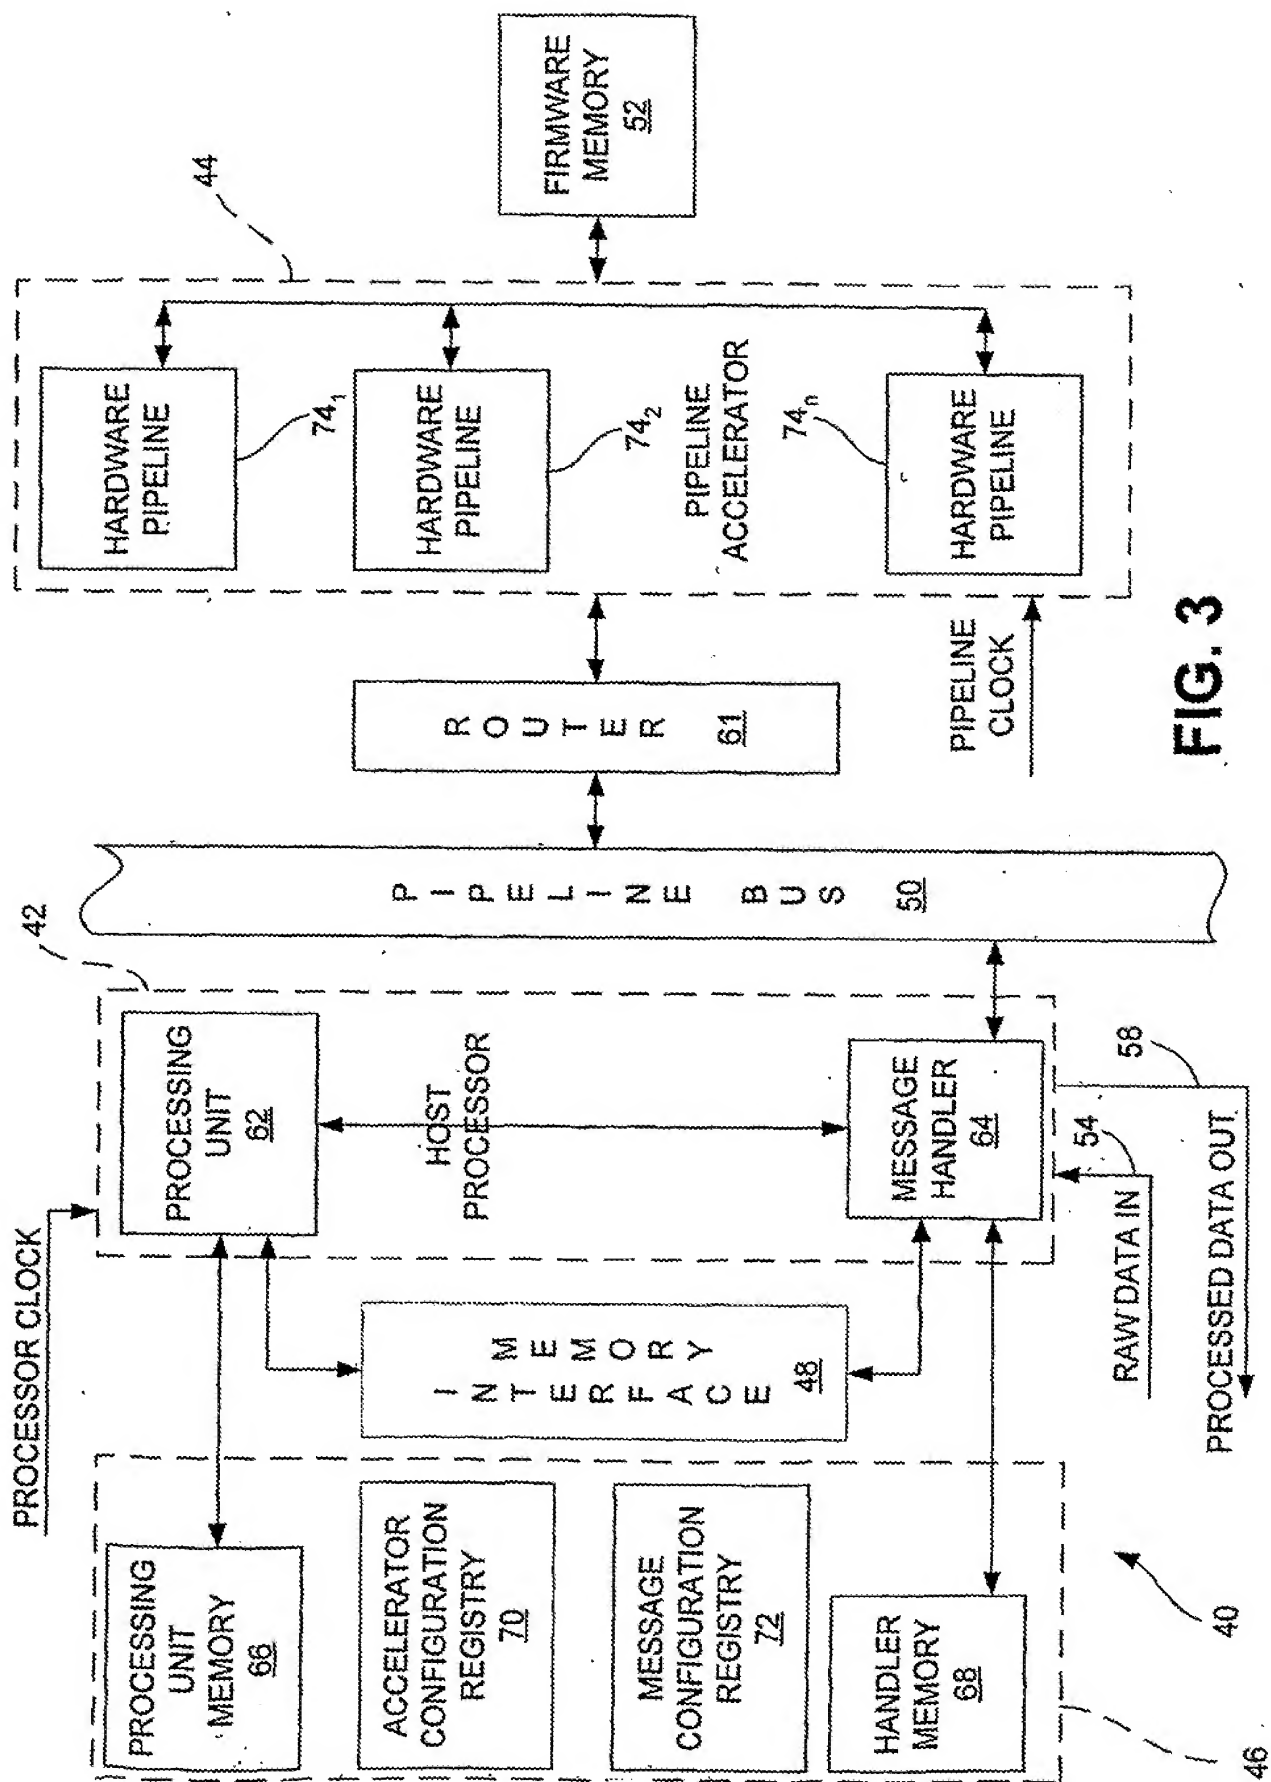 PROCESSOR CLOCK
42
44
PROCESSING
UNIT
MEMORY
66
ACCELERATOR
CONFIGURATION
REGISTRY
70
MESSAGE
CONFIGURATION
REGISTRY
72
HANDLER
MEMORY
68
46
40
MEMORY
INTERFACE
48
PROCESSING
UNIT
62
HOST
PROCESSOR
MESSAGE
HANDLER
64
RAW DATA IN
54
PROCESSED DATA OUT
58
PIPELINE BUS
50
ROUTER
61
PIPELINE
CLOCK
HARDWARE
PIPELINE
74₁
HARDWARE
PIPELINE
74₂
PIPELINE
ACCELERATOR
74ₙ
HARDWARE
PIPELINE
FIRMWARE
MEMORY
52
FIG. 3